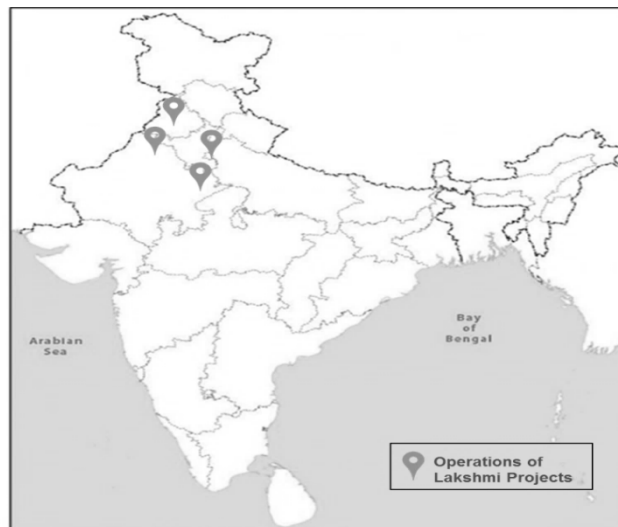 Arabian
Sea
Bay
of
Bengal
Operations of
Lakshmi Projects